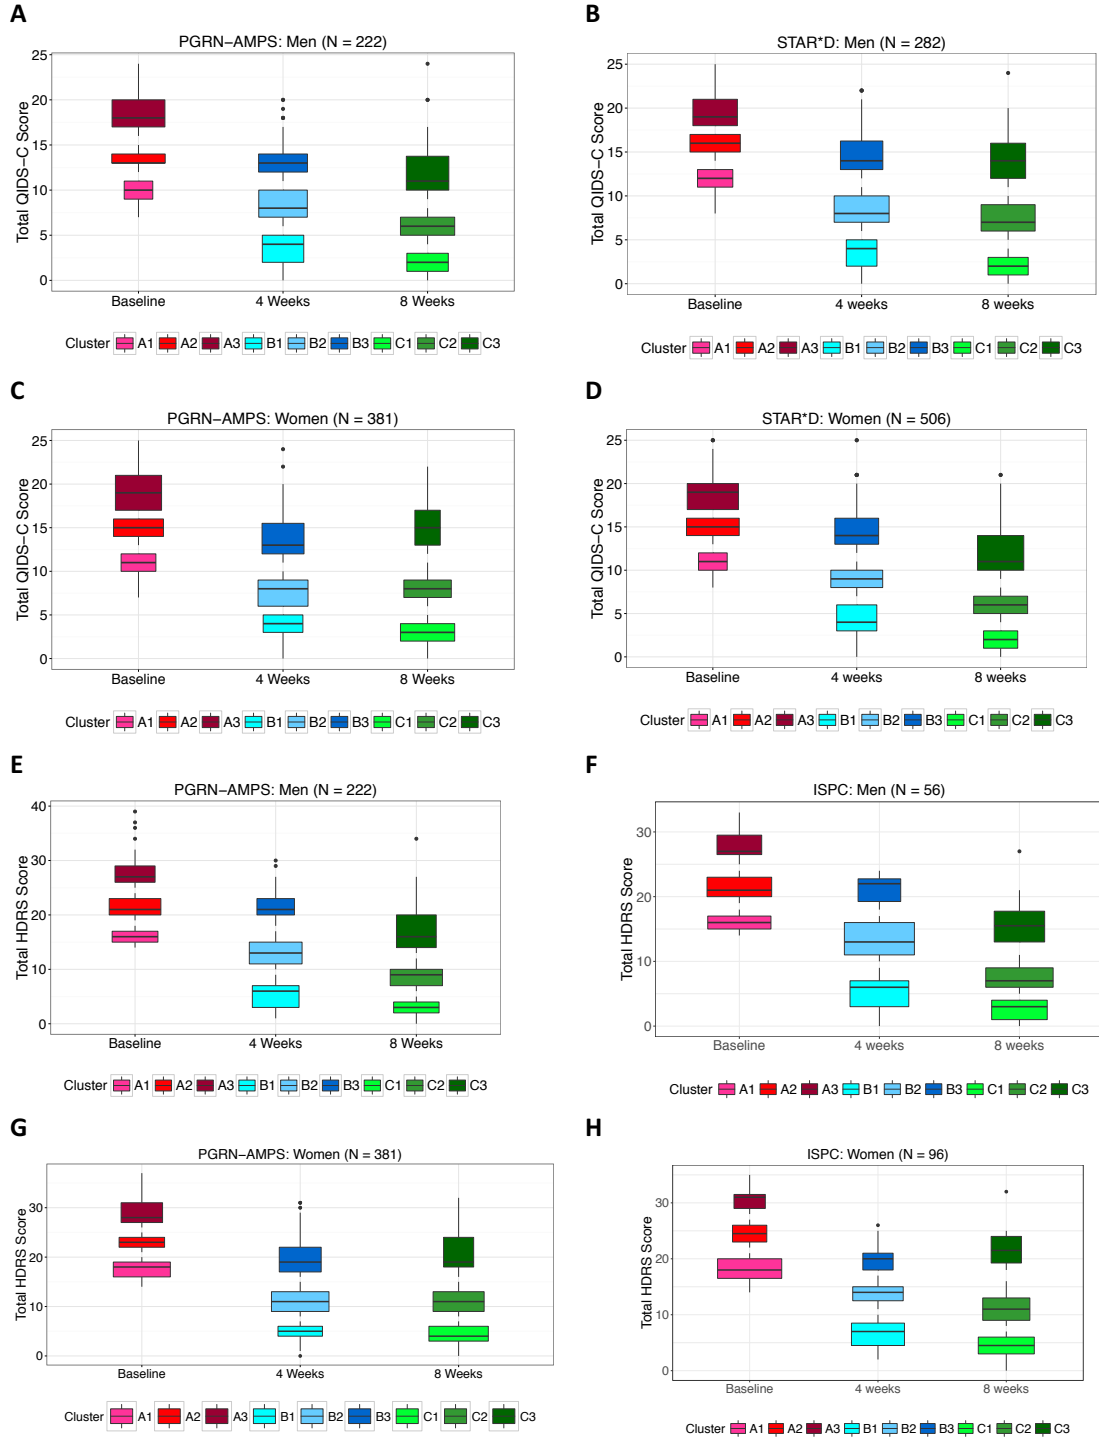 A
PGRN−AMPS: Men (N = 222)
Total QIDS−C Score
25
20
15
10
5
0
Baseline 4 Weeks 8 Weeks
Cluster A1 A2 A3 B1 B2 B3 C1 C2 C3
B
STAR*D: Men (N = 282)
Total QIDS−C Score
25
20
15
10
5
0
Baseline 4 weeks 8 weeks
Cluster A1 A2 A3 B1 B2 B3 C1 C2 C3
C
PGRN−AMPS: Women (N = 381)
Total QIDS−C Score
25
20
15
10
5
0
Baseline 4 Weeks 8 Weeks
Cluster A1 A2 A3 B1 B2 B3 C1 C2 C3
D
STAR*D: Women (N = 506)
Total QIDS−C Score
25
20
15
10
5
0
Baseline 4 weeks 8 weeks
Cluster A1 A2 A3 B1 B2 B3 C1 C2 C3
E
PGRN−AMPS: Men (N = 222)
Total HDRS Score
40
30
20
10
0
Baseline 4 Weeks 8 Weeks
Cluster A1 A2 A3 B1 B2 B3 C1 C2 C3
F
ISPC: Men (N = 56)
Total HDRS Score
30
20
10
0
Baseline 4 weeks 8 weeks
Cluster A1 A2 A3 B1 B2 B3 C1 C2 C3
G
PGRN−AMPS: Women (N = 381)
Total HDRS Score
30
20
10
0
Baseline 4 Weeks 8 Weeks
Cluster A1 A2 A3 B1 B2 B3 C1 C2 C3
H
ISPC: Women (N = 96)
Total HDRS Score
30
20
10
0
Baseline 4 weeks 8 weeks
Cluster A1 A2 A3 B1 B2 B3 C1 C2 C3